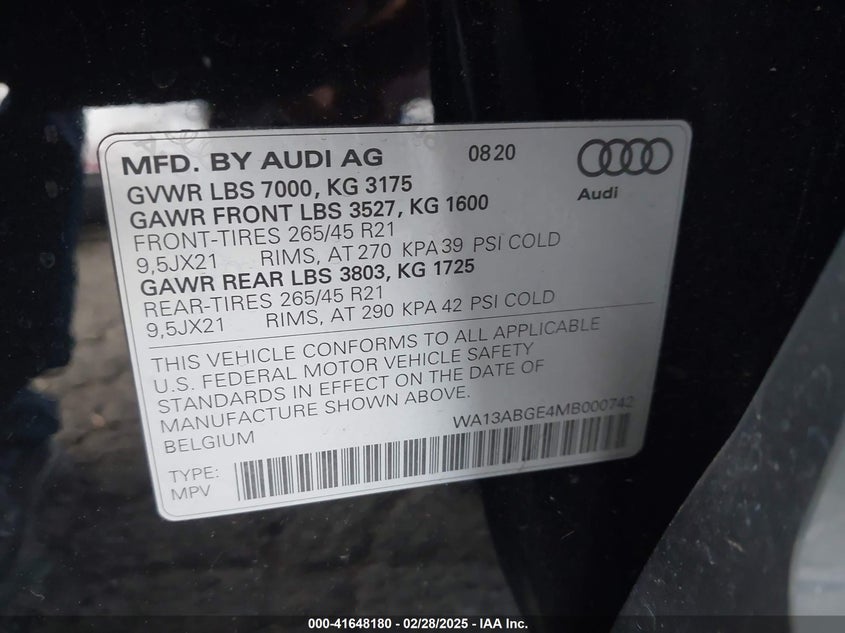 MFD. BY AUDI AG 0820
Audi
GVWR LBS 7000, KG 3175
GAWR FRONT LBS 3527, KG 1600
FRONT-TIRES 265/45 R21
9,5JX21 RIMS, AT 270 KPA 39 PSI COLD
GAWR REAR LBS 3803, KG 1725
REAR-TIRES 265/45 R21
9,5JX21 RIMS, AT 290 KPA 42 PSI COLD
THIS VEHICLE CONFORMS TO ALL APPLICABLE
U.S. FEDERAL MOTOR VEHICLE SAFETY
STANDARDS IN EFFECT ON THE DATE OF
MANUFACTURE SHOWN ABOVE.
BELGIUM WA13ABGE4MB000742
TYPE:
MPV
000-41648180 - 02/28/2025 - IAA Inc.